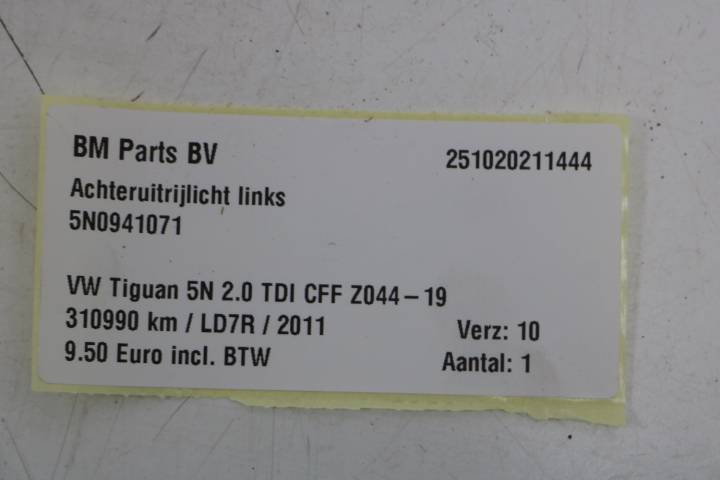 BM Parts BV 251020211444
Achteruitrijlicht links
5N0941071
VW Tiguan 5N 2.0 TDI CFF Z044-19
310990 km / LD7R / 2011 Verz: 10
9.50 Euro incl. BTW Aantal: 1